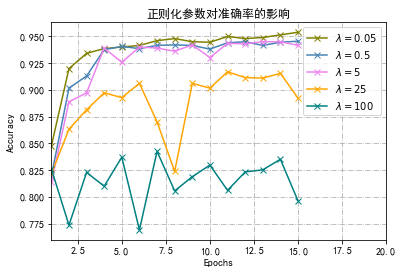 正则化参数对准确率的影响
0.950
0.925
0.900
0.875
0.850
0.825
0.800
0.775
Accuracy
λ = 0.05
λ = 0.5
λ = 5
λ = 25
λ = 100
2.5 5.0 7.5 10.0 12.5 15.0 17.5 20.0
Epochs